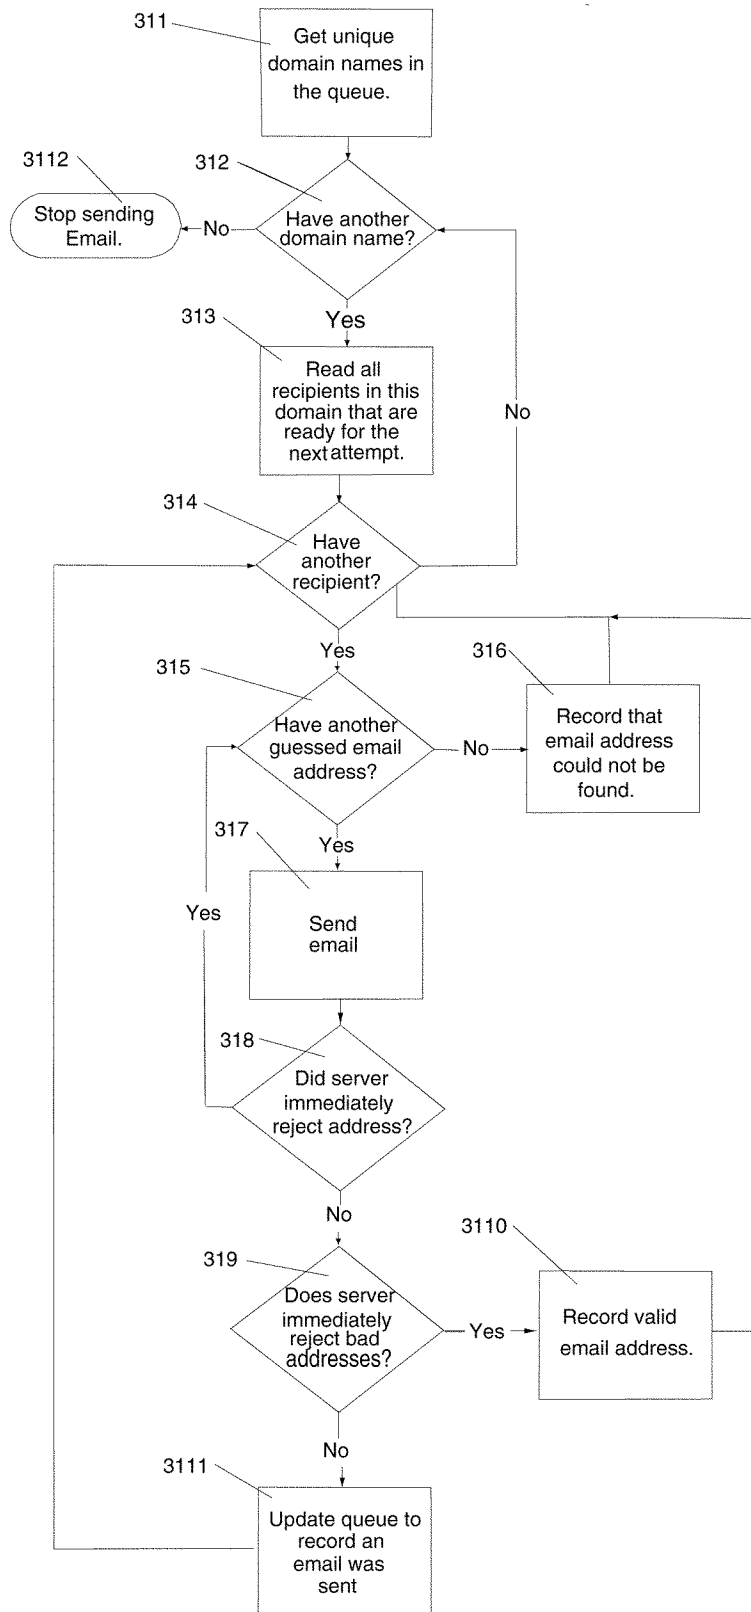 311
Get unique
domain names in
the queue.
3112
312
Stop sending
Email.
No
Have another
domain name?
313
Yes
Read all
recipients in this
domain that are
ready for the
next attempt.
No
314
Have
another
recipient?
Yes
315
316
Have another
guessed email
address?
No
Record that
email address
could not be
found.
317
Yes
Yes
Send
email
318
Did server
immediately
reject address?
No
3110
319
Does server
immediately
reject bad
addresses?
Yes
Record valid
email address.
No
3111
Update queue to
record an
email was
sent